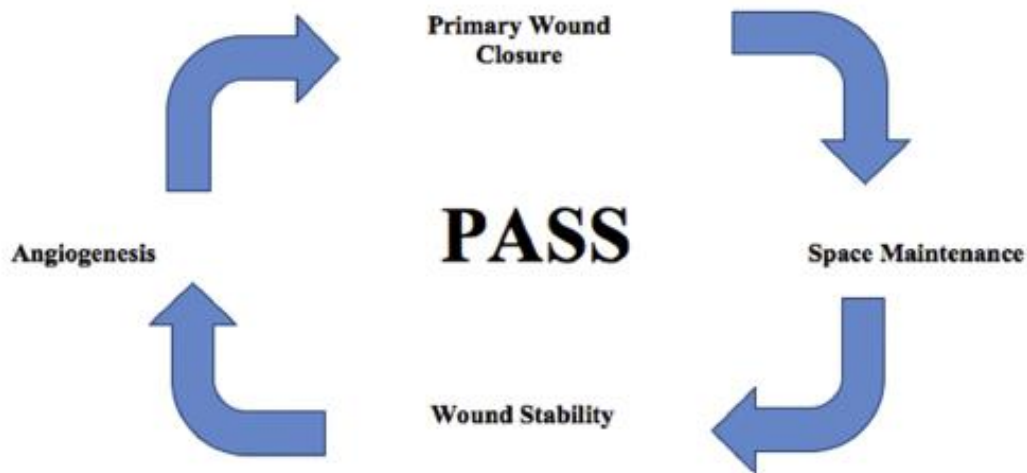 Primary Wound
Closure
PASS
Angiogenesis
Space Maintenance
Wound Stability